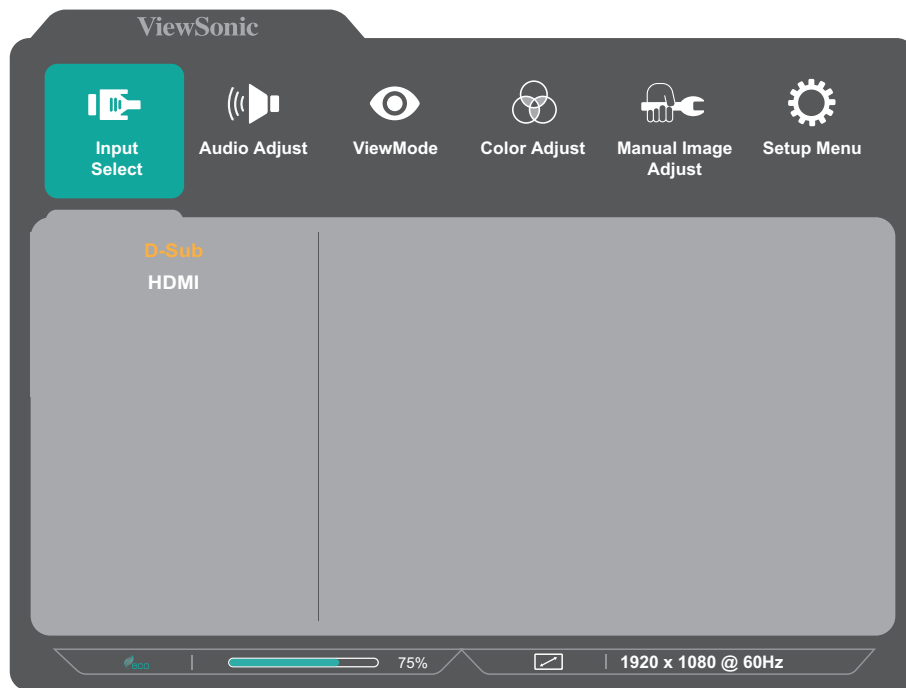 ViewSonic
Input
Select
Audio Adjust
ViewMode
Color Adjust
Manual Image
Adjust
Setup Menu
D-Sub
HDMI
ECO
75%
1920 x 1080 @ 60Hz